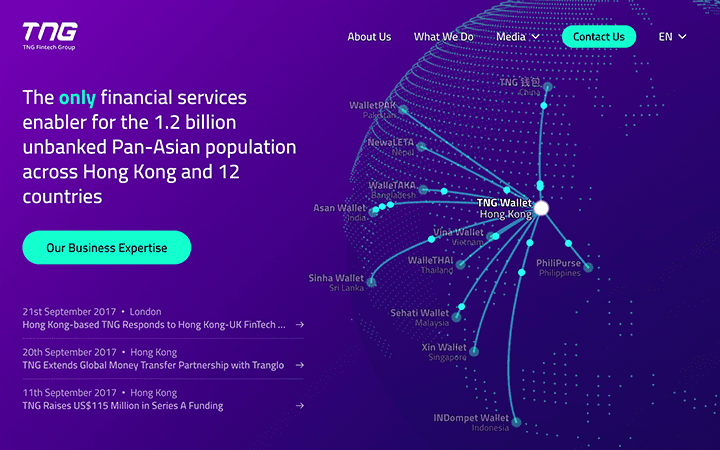 TNG
TNG Fintech Group
About Us
What We Do
Media
Contact Us
EN
The only financial services
enabler for the 1.2 billion
unbanked Pan-Asian population
across Hong Kong and 12
countries
Our Business Expertise
21st September 2017 • London
Hong Kong-based TNG Responds to Hong Kong-UK FinTech ...
20th September 2017 • Hong Kong
TNG Extends Global Money Transfer Partnership with Tranglo
11th September 2017 • Hong Kong
TNG Raises US$115 Million in Series A Funding
TNG 钱包
China
WalletPAK
Pakistan
NewaLETA
Nepal
WalleTAKA
Bangladesh
TNG Wallet
Hong Kong
Asan Wallet
India
Vina Wallet
Vietnam
WalleTHAI
Thailand
PhiliPurse
Philippines
Sinha Wallet
Sri Lanka
Sehati Wallet
Malaysia
Xin Wallet
Singapore
INDompet Wallet
Indonesia